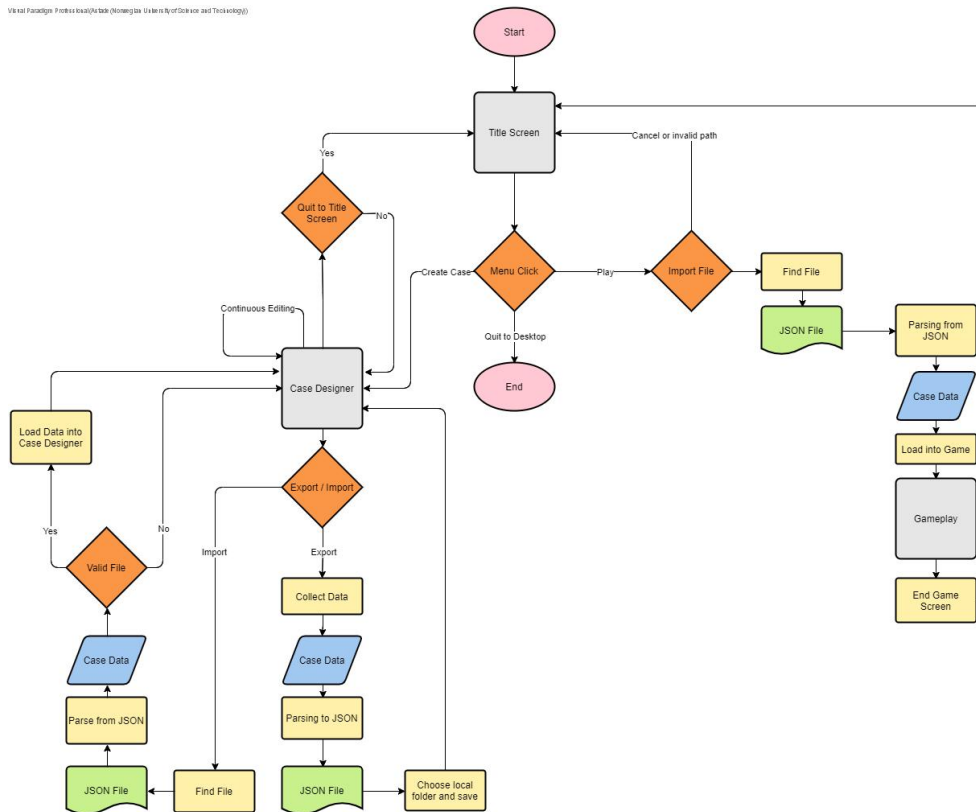 Visual Paradigm Professional(Axtade(Norwegian University of Science and Technology))
Start
Title Screen
Cancel or invalid path
Yes
Quit to Title
Screen
No
Create Case
Menu Click
Play
Import File
Find File
Continuous Editing
Quit to Desktop
JSON File
Parsing from
JSON
Case Designer
End
Case Data
Load Data into
Case Designer
Load into Game
Export / Import
Gameplay
Yes
No
Import
Export
Valid File
Collect Data
End Game
Screen
Case Data
Case Data
Parse from JSON
Parsing to JSON
JSON File
Find File
JSON File
Choose local
folder and save